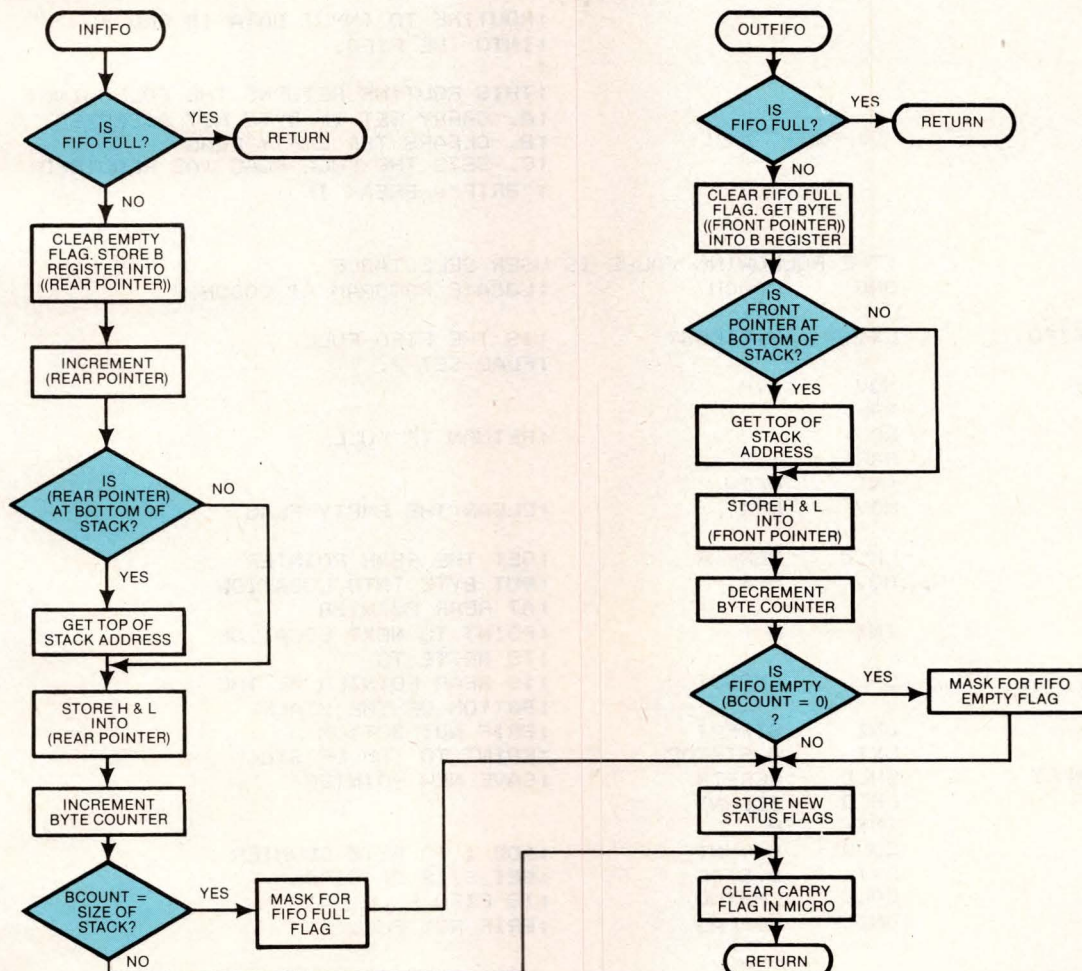 INFIFO
IS
FIFO FULL?
YES
RETURN
NO
CLEAR EMPTY
FLAG. STORE B
REGISTER INTO
((REAR POINTER))
INCREMENT
(REAR POINTER)
IS
(REAR POINTER)
AT BOTTOM OF
STACK?
NO
YES
GET TOP OF
STACK ADDRESS
STORE H & L
INTO
(REAR POINTER)
INCREMENT
BYTE COUNTER
BCOUNT =
SIZE OF
STACK?
YES
MASK FOR
FIFO FULL
FLAG
NO
OUTFIFO
IS
FIFO FULL?
YES
RETURN
NO
CLEAR FIFO FULL
FLAG. GET BYTE
((FRONT POINTER))
INTO B REGISTER
IS
FRONT
POINTER AT
BOTTOM OF
STACK?
NO
YES
GET TOP OF
STACK
ADDRESS
STORE H & L
INTO
(FRONT POINTER)
DECREMENT
BYTE COUNTER
IS
FIFO EMPTY
(BCOUNT = 0)
?
YES
MASK FOR FIFO
EMPTY FLAG
NO
STORE NEW
STATUS FLAGS
CLEAR CARRY
FLAG IN MICRO
RETURN